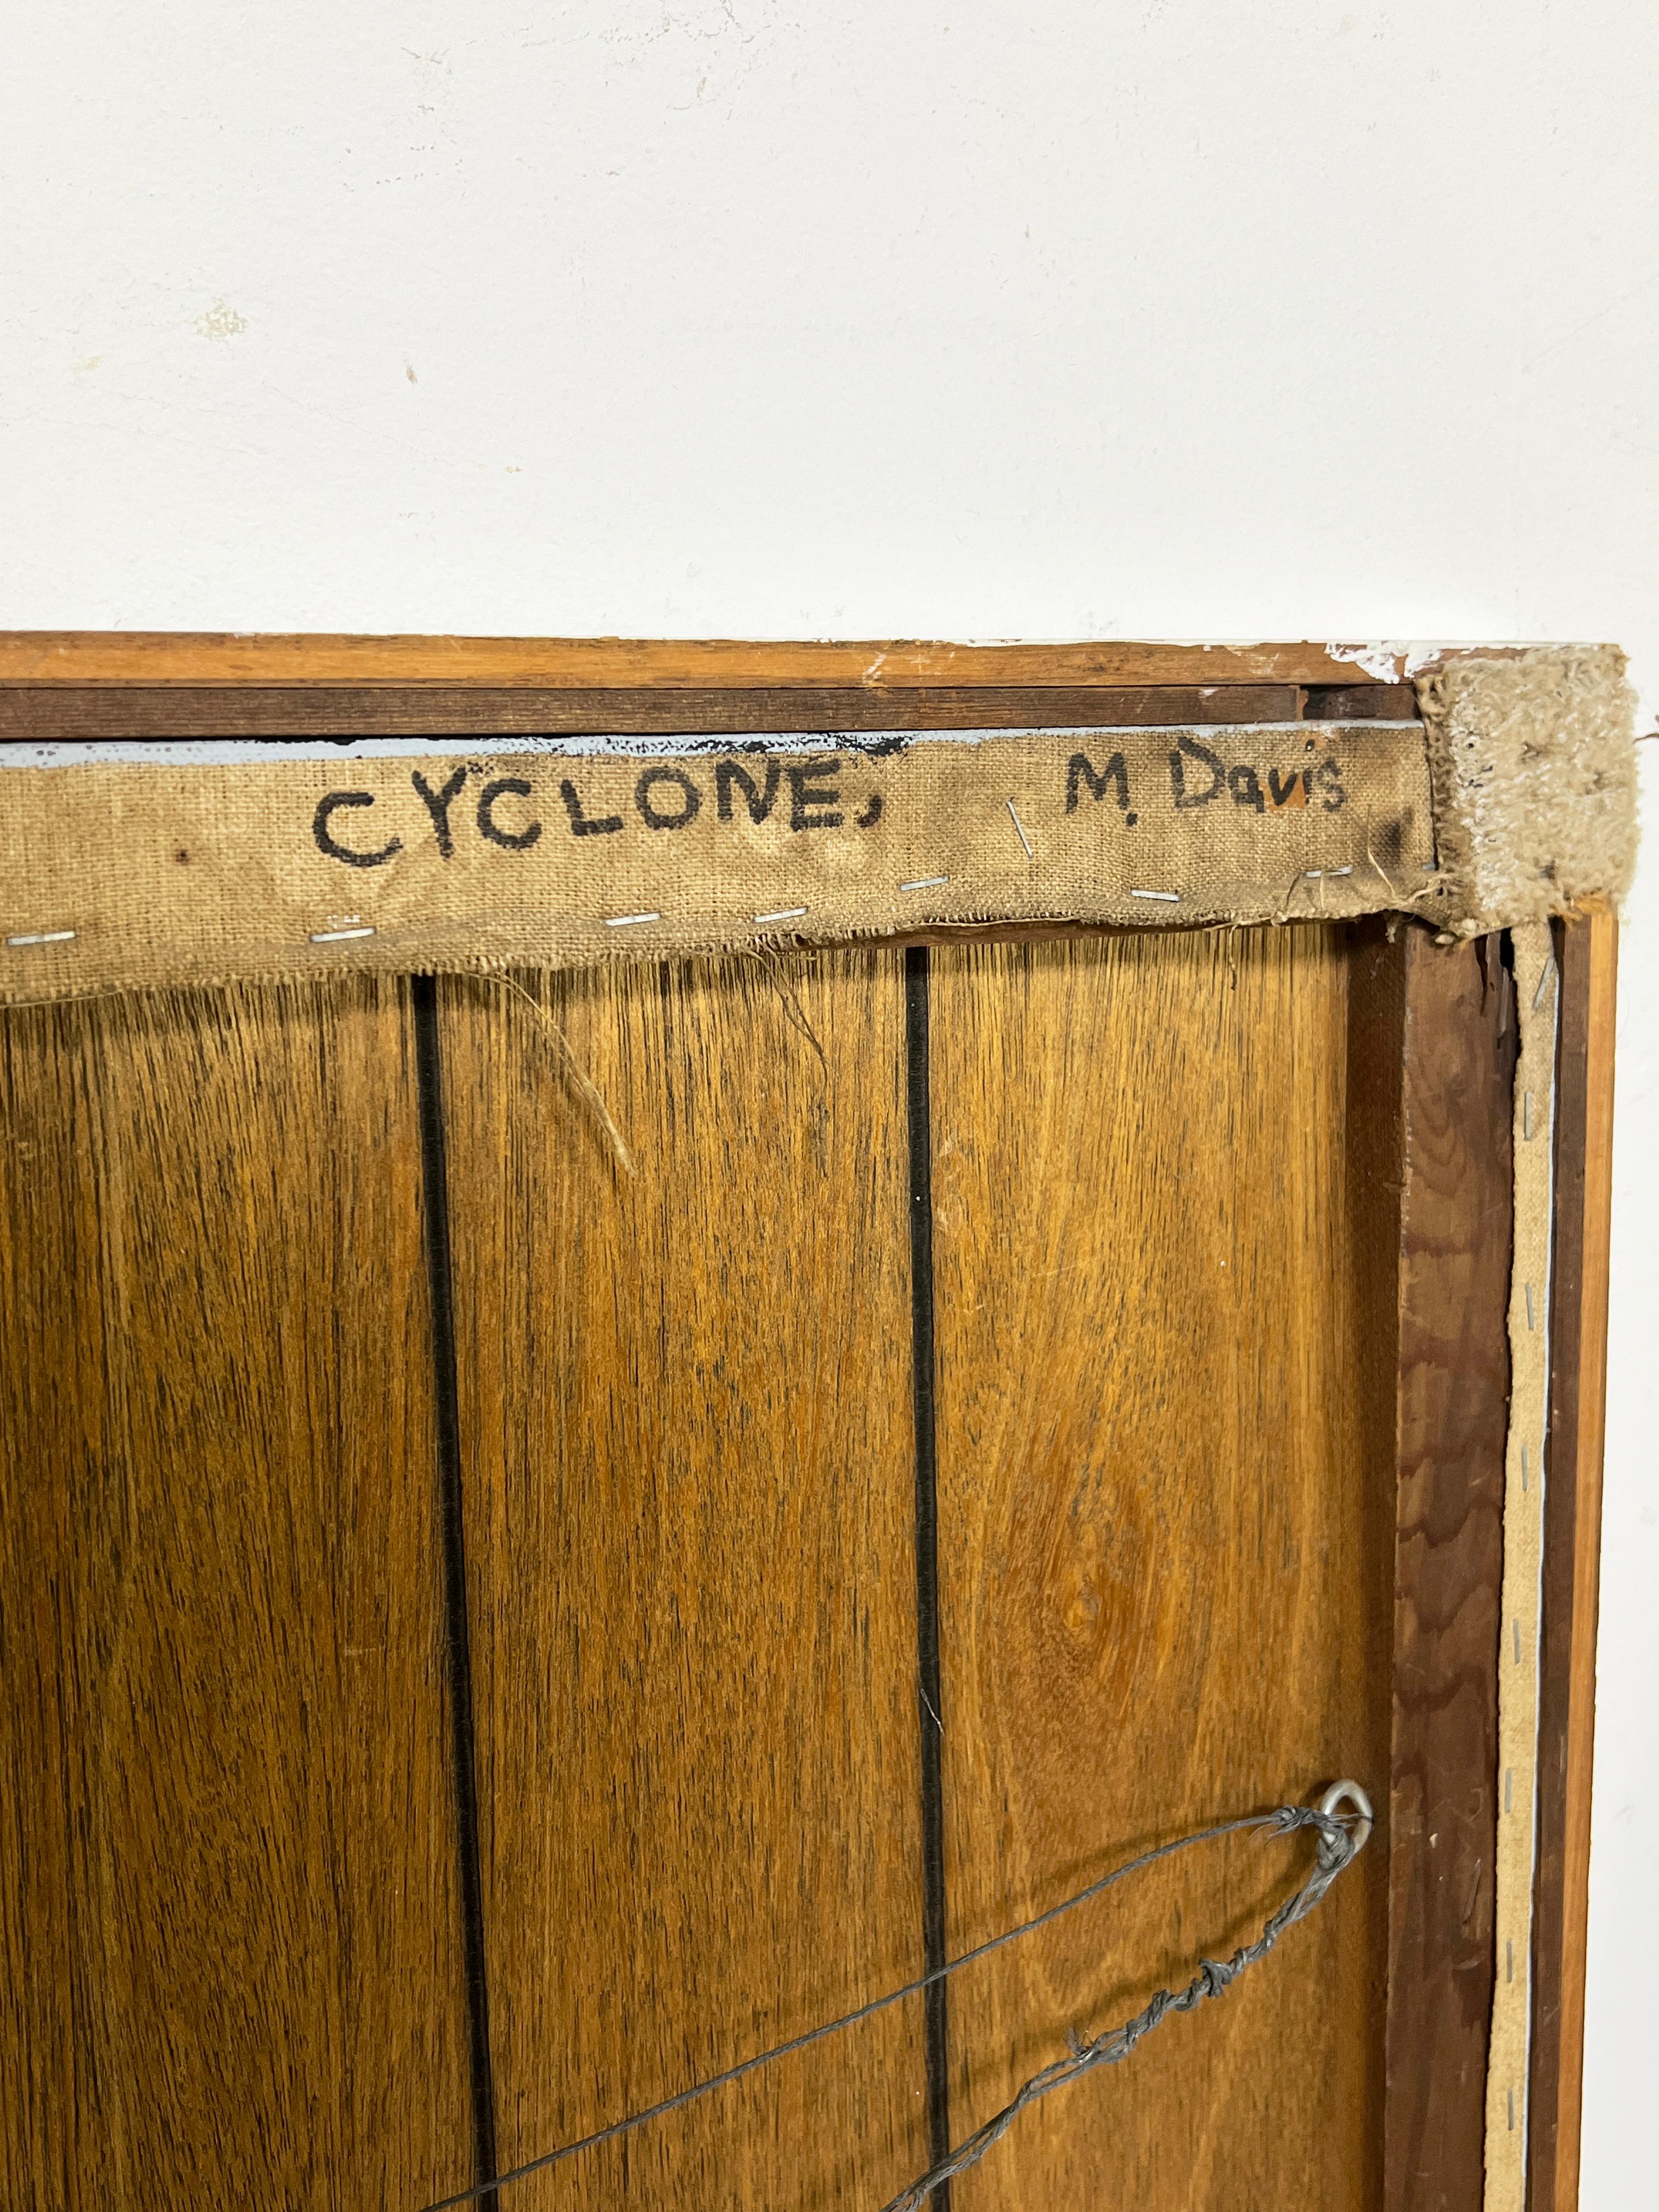 CYCLONE, M. Davis